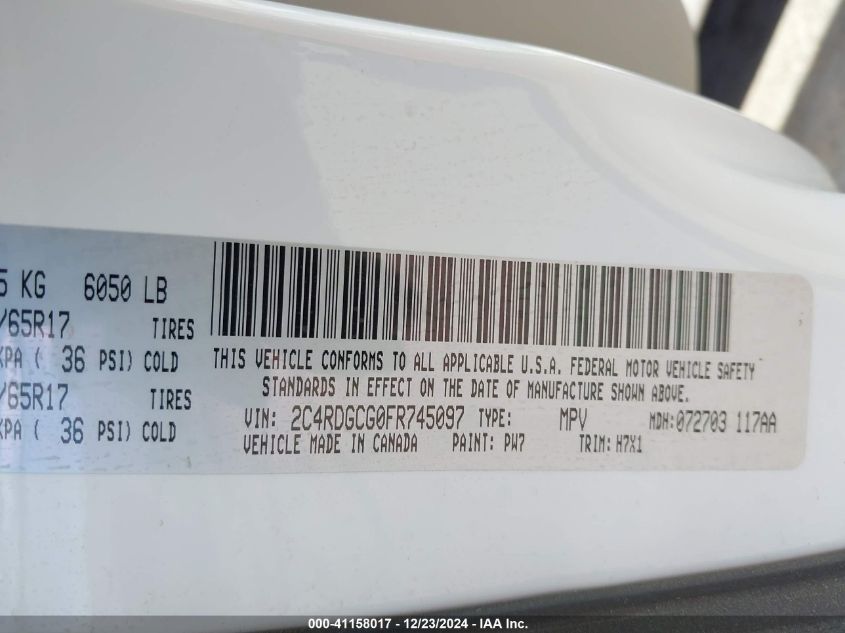 5 KG 6050 LB
/65R17 TIRES
KPA ( 36 PSI) COLD
/65R17 TIRES
KPA ( 36 PSI) COLD
THIS VEHICLE CONFORMS TO ALL APPLICABLE U.S.A. FEDERAL MOTOR VEHICLE SAFETY
STANDARDS IN EFFECT ON THE DATE OF MANUFACTURE SHOWN ABOVE.
VIN: 2C4RDGCG0FR745097 TYPE: MPV MDH:072703 117AA
VEHICLE MADE IN CANADA PAINT: PW7 TRIM: H7X1
000-41158017 - 12/23/2024 - IAA Inc.